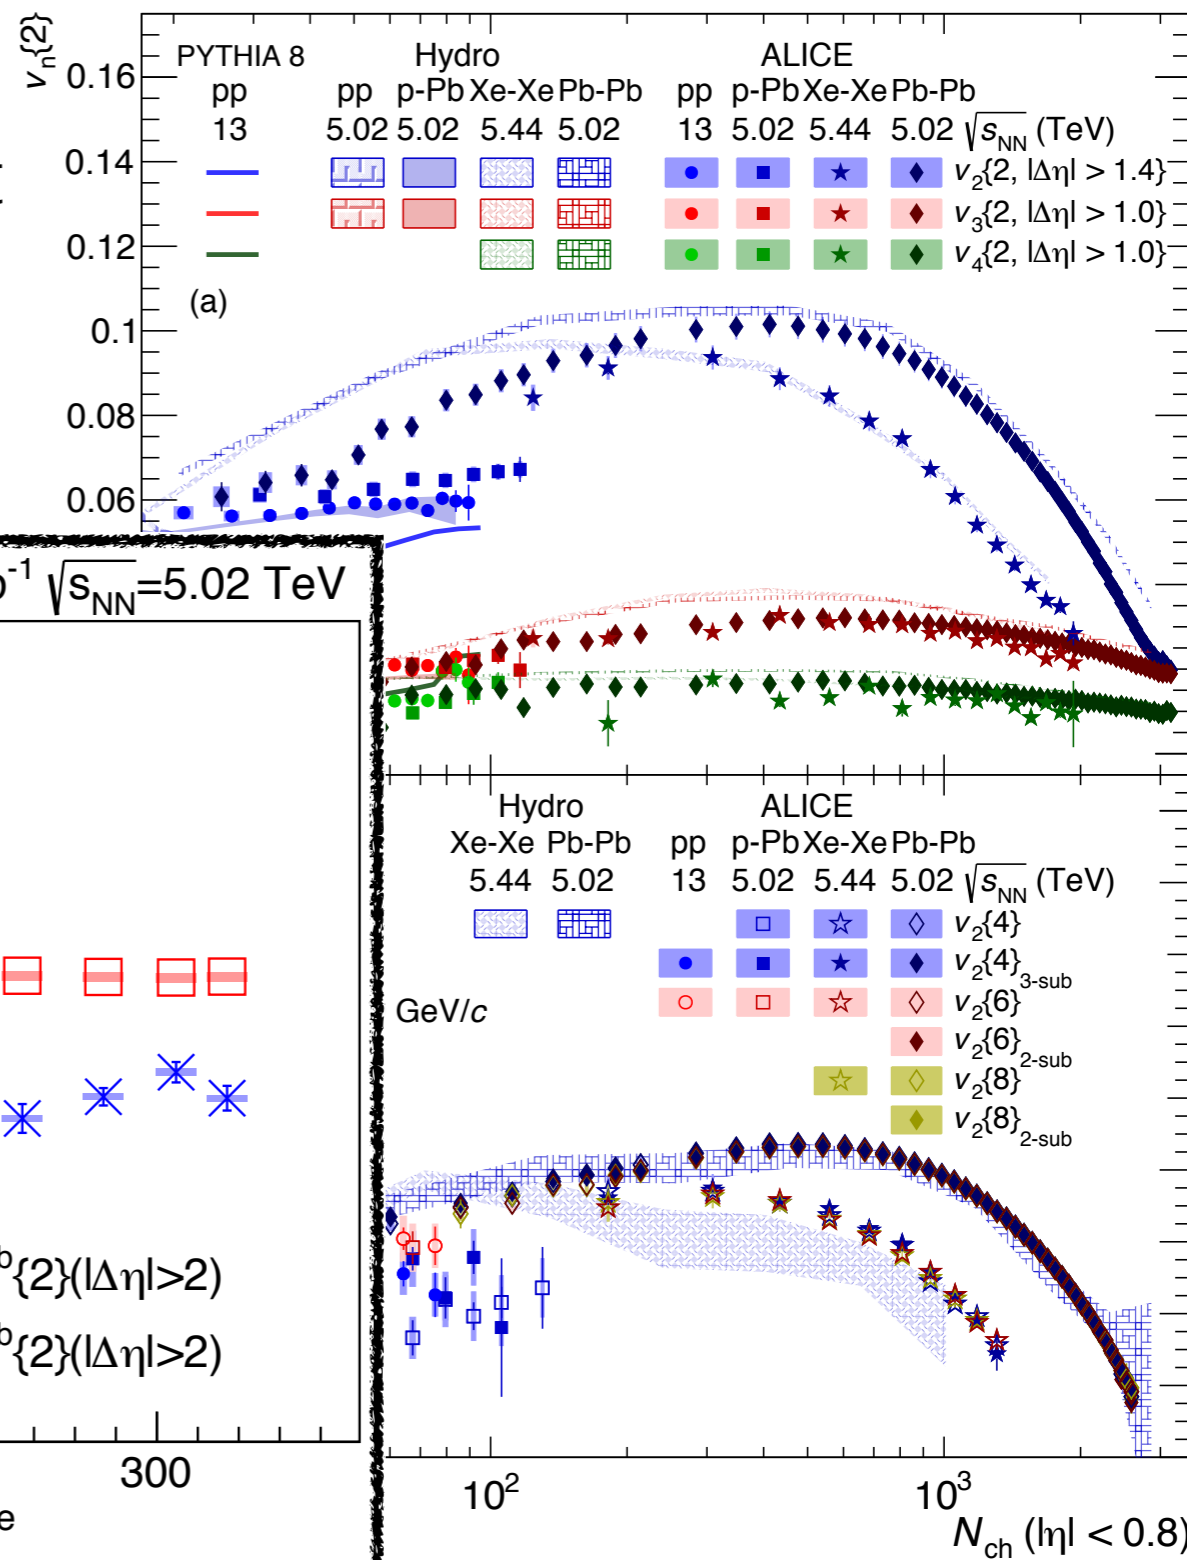 v_n{2}
PYTHIA 8 Hydro ALICE
pp pp p-Pb Xe-Xe Pb-Pb pp p-Pb Xe-Xe Pb-Pb
13 5.02 5.02 5.44 5.02 13 5.02 5.44 5.02 √s_NN (TeV)
v_2{2, |Δη| > 1.4}
v_3{2, |Δη| > 1.0}
v_4{2, |Δη| > 1.0}
(a)
0.16
0.14
0.12
0.1
0.08
0.06
b^-1 √s_NN=5.02 TeV
Hydro ALICE
Xe-Xe Pb-Pb pp p-Pb Xe-Xe Pb-Pb
5.44 5.02 13 5.02 5.44 5.02 √s_NN (TeV)
v_2{4}
v_2{4}_3-sub
GeV/c
v_2{6}
v_2{6}_2-sub
v_2{8}
v_2{8}_2-sub
b{2}(|Δη|>2)
b{2}(|Δη|>2)
300
e
10^2 10^3
N_ch (|η| < 0.8)